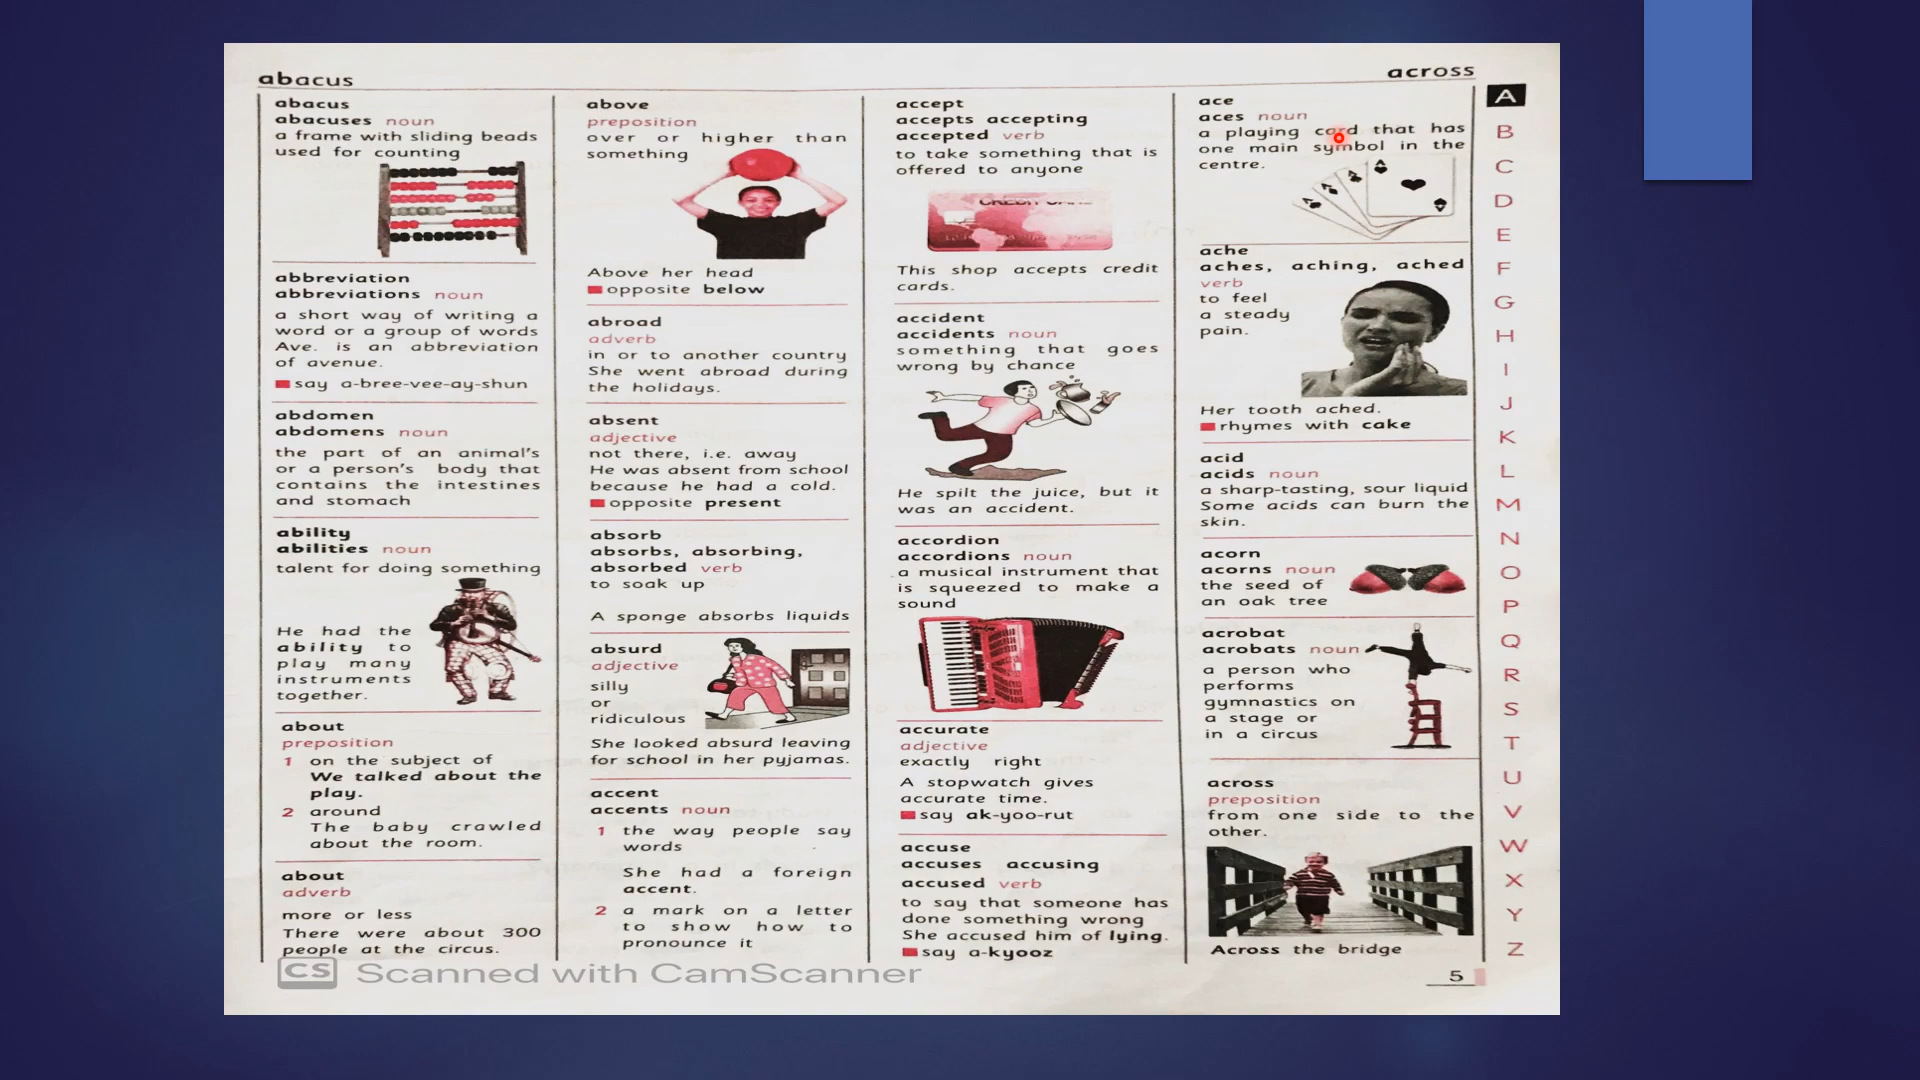 abacus
across
abacus
abacuses noun
a frame with sliding beads
used for counting
abbreviation
abbreviations noun
a short way of writing a
word or a group of words
Ave. is an abbreviation
of avenue.
say a-bree-vee-ay-shun
abdomen
abdomens noun
the part of an animal's
or a person's body that
contains the intestines
and stomach
ability
abilities noun
talent for doing something
He had the
ability to
play many
instruments
together.
about
preposition
1 on the subject of
We talked about the
play.
2 around
The baby crawled
about the room.
about
adverb
more or less
There were about 300
people at the circus.
above
preposition
over or higher than
something
Above her head
opposite below
abroad
adverb
in or to another country
She went abroad during
the holidays.
absent
adjective
not there, i.e. away
He was absent from school
because he had a cold.
opposite present
absorb
absorbs, absorbing,
absorbed verb
to soak up
A sponge absorbs liquids
absurd
adjective
silly
or
ridiculous
She looked absurd leaving
for school in her pyjamas.
accent
accents noun
1 the way people say
words
She had a foreign
accent.
2 a mark on a letter
to show how to
pronounce it
accept
accepts accepting
accepted verb
to take something that is
offered to anyone
CREDIT CARD
This shop accepts credit
cards.
accident
accidents noun
something that goes
wrong by chance
He spilt the juice, but it
was an accident.
accordion
accordions noun
a musical instrument that
is squeezed to make a
sound
accurate
adjective
exactly right
A stopwatch gives
accurate time.
say ak-yoo-rut
accuse
accuses accusing
accused verb
to say that someone has
done something wrong
She accused him of lying.
say a-kyooz
ace
aces noun
a playing card that has
one main symbol in the
centre.
ache
aches, aching, ached
verb
to feel
a steady
pain.
Her tooth ached.
rhymes with cake
acid
acids noun
a sharp-tasting, sour liquid
Some acids can burn the
skin.
acorn
acorns noun
the seed of
an oak tree
acrobat
acrobats noun
a person who
performs
gymnastics on
a stage or
in a circus
across
preposition
from one side to the
other.
Across the bridge
A
B
C
D
E
F
G
H
I
J
K
L
M
N
O
P
Q
R
S
T
U
V
W
X
Y
Z
5
CS Scanned with CamScanner